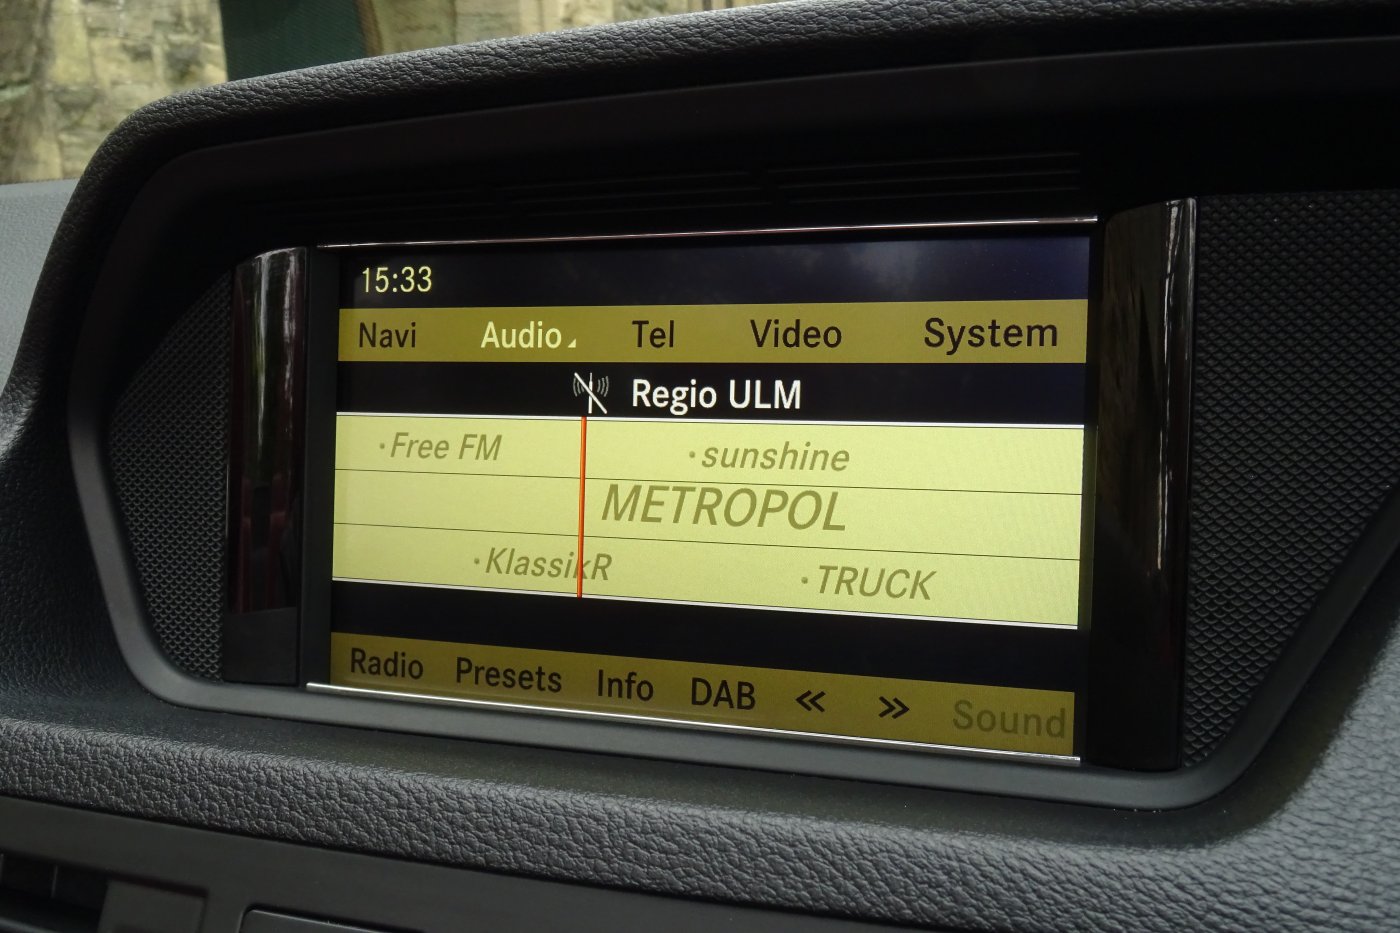 15:33
Navi Audio Tel Video System
Regio ULM
·Free FM ·sunshine
METROPOL
·KlassikR ·TRUCK
Radio Presets Info DAB « » Sound